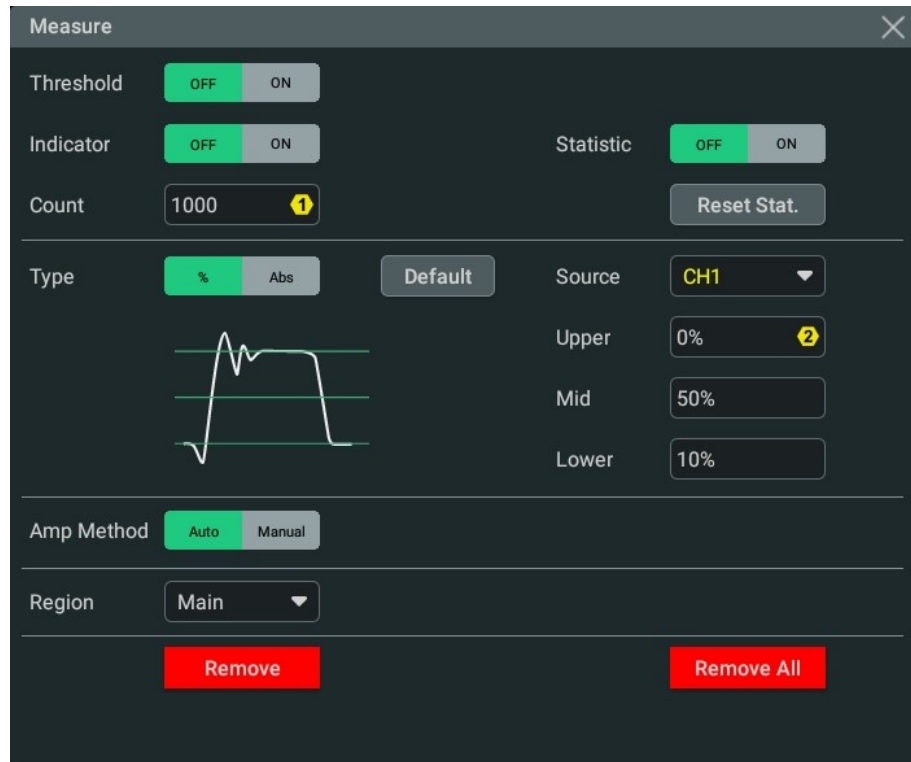 Measure
Threshold OFF ON
Indicator OFF ON Statistic OFF ON
Count 1000 1 Reset Stat.
Type % Abs Default Source CH1
Upper 0% 2
Mid 50%
Lower 10%
Amp Method Auto Manual
Region Main
Remove Remove All